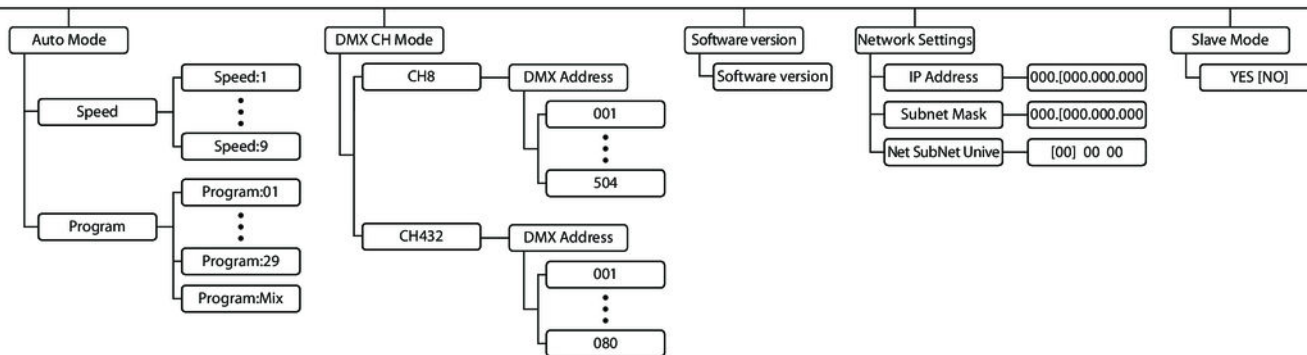 Auto Mode
Speed
Speed:1
Speed:9
Program
Program:01
Program:29
Program:Mix
DMX CH Mode
CH8
DMX Address
001
504
CH432
DMX Address
001
080
Software version
Software version
Network Settings
IP Address
000.[000.000.000
Subnet Mask
000.[000.000.000
Net SubNet Unive
[00] 00 00
Slave Mode
YES [NO]